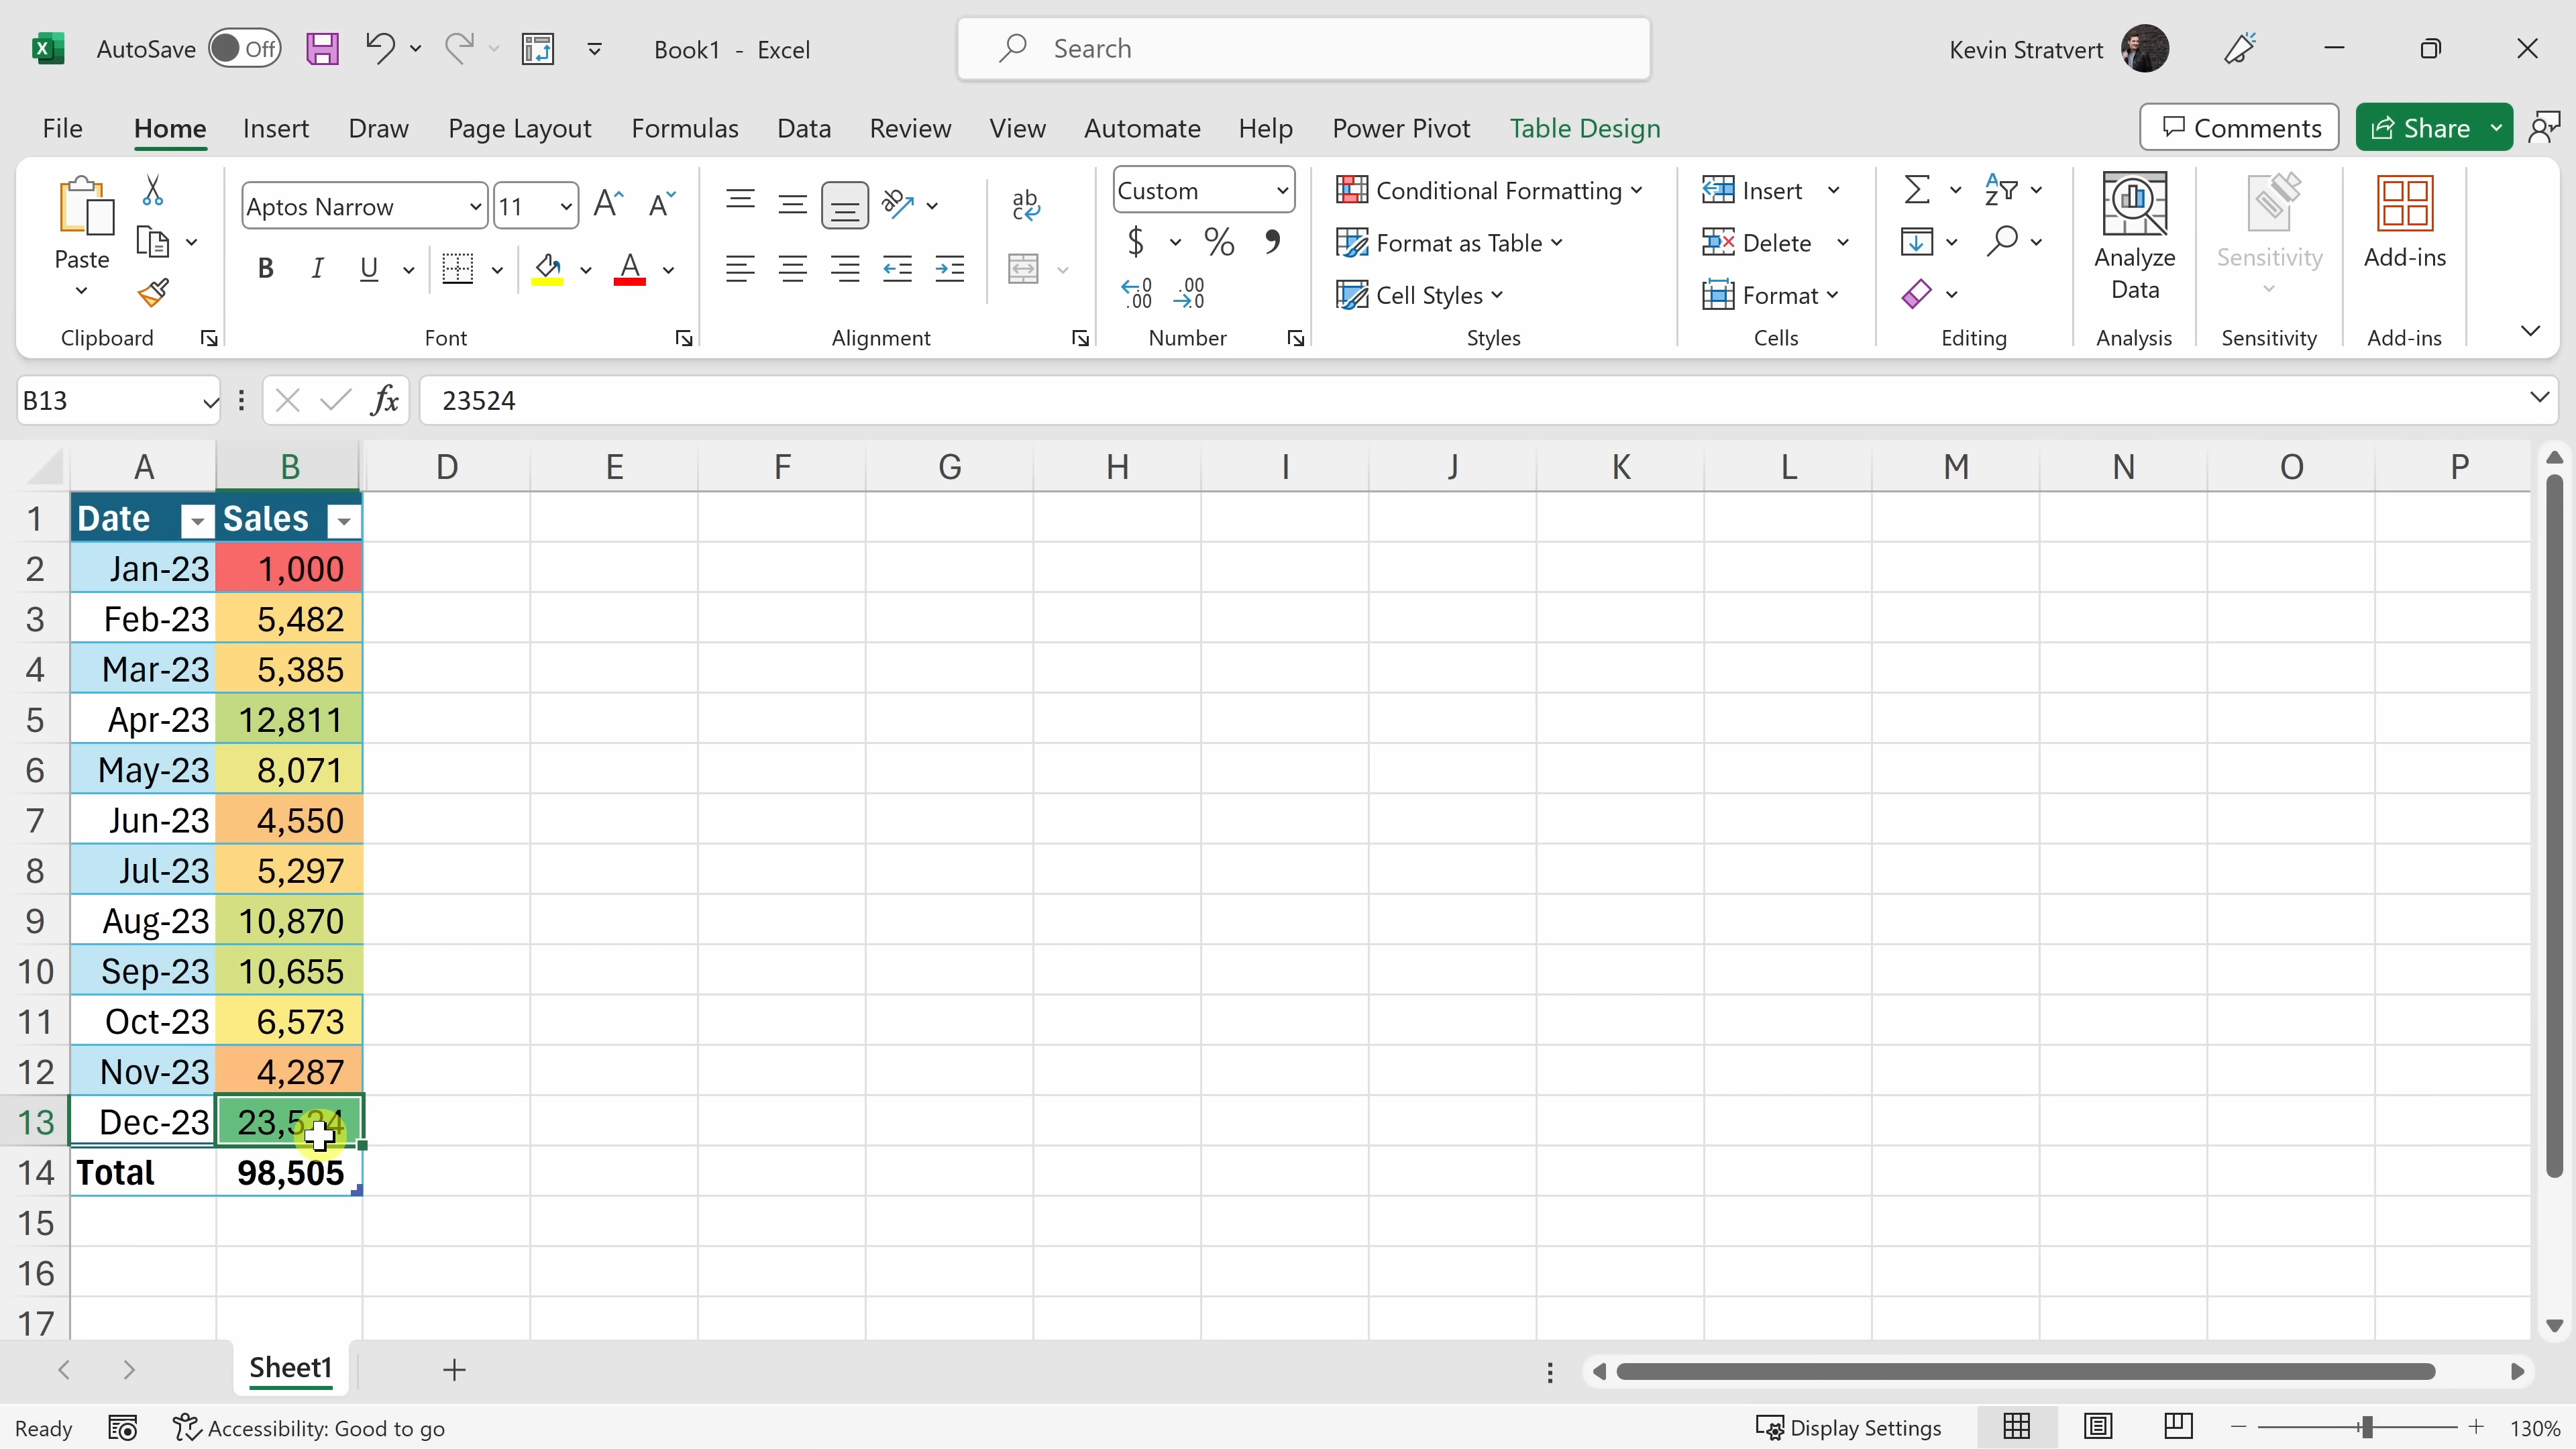 AutoSave Off Book1 - Excel Search Kevin Stratvert
File Home Insert Draw Page Layout Formulas Data Review View Automate Help Power Pivot Table Design Comments Share
Paste
Clipboard
Aptos Narrow 11
B I U A
Font
ab
c
Alignment
Custom
$ % ,
Number
Conditional Formatting
Format as Table
Cell Styles
Styles
Insert
Delete
Format
Cells
Editing
Analyze
Data
Analysis
Sensitivity
Sensitivity
Add-ins
Add-ins
B13 fx 23524
A B D E F G H I J K L M N O P
1 Date Sales
2 Jan-23 1,000
3 Feb-23 5,482
4 Mar-23 5,385
5 Apr-23 12,811
6 May-23 8,071
7 Jun-23 4,550
8 Jul-23 5,297
9 Aug-23 10,870
10 Sep-23 10,655
11 Oct-23 6,573
12 Nov-23 4,287
13 Dec-23 23,524
14 Total 98,505
15
16
17
Sheet1
Ready Accessibility: Good to go Display Settings 130%